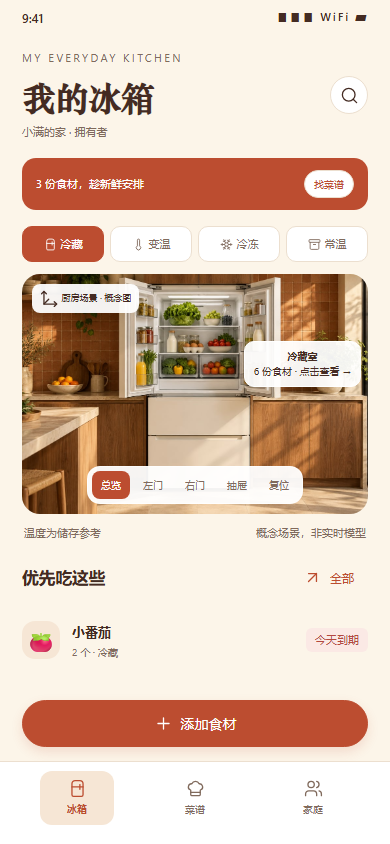 9:41
WiFi
MY EVERYDAY KITCHEN
我的冰箱
小满的家 · 拥有者
3 份食材，趁新鲜安排
找菜谱
冷藏
变温
冷冻
常温
厨房场景 · 概念图
冷藏室
6 份食材 · 点击查看 →
总览
左门
右门
抽屉
复位
温度为储存参考
概念场景，非实时模型
优先吃这些
全部
小番茄
2 个 · 冷藏
今天到期
添加食材
冰箱
菜谱
家庭